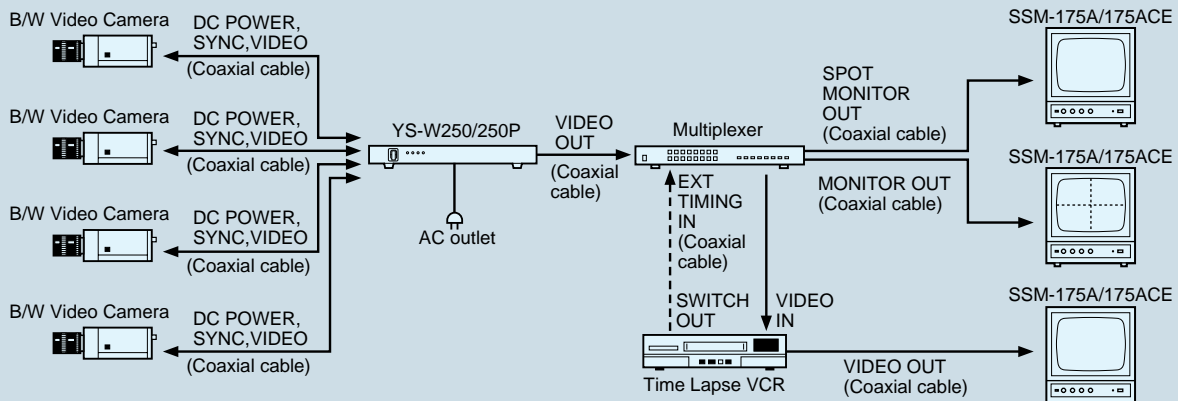 B/W Video Camera
DC POWER,
SYNC,VIDEO
(Coaxial cable)
B/W Video Camera
DC POWER,
SYNC,VIDEO
(Coaxial cable)
B/W Video Camera
DC POWER,
SYNC,VIDEO
(Coaxial cable)
B/W Video Camera
DC POWER,
SYNC,VIDEO
(Coaxial cable)
YS-W250/250P
AC outlet
VIDEO
OUT
(Coaxial
cable)
Multiplexer
EXT
TIMING
IN
(Coaxial
cable)
SWITCH
OUT
VIDEO
IN
Time Lapse VCR
SPOT
MONITOR
OUT
(Coaxial cable)
MONITOR OUT
(Coaxial cable)
VIDEO OUT
(Coaxial cable)
SSM-175A/175ACE
SSM-175A/175ACE
SSM-175A/175ACE